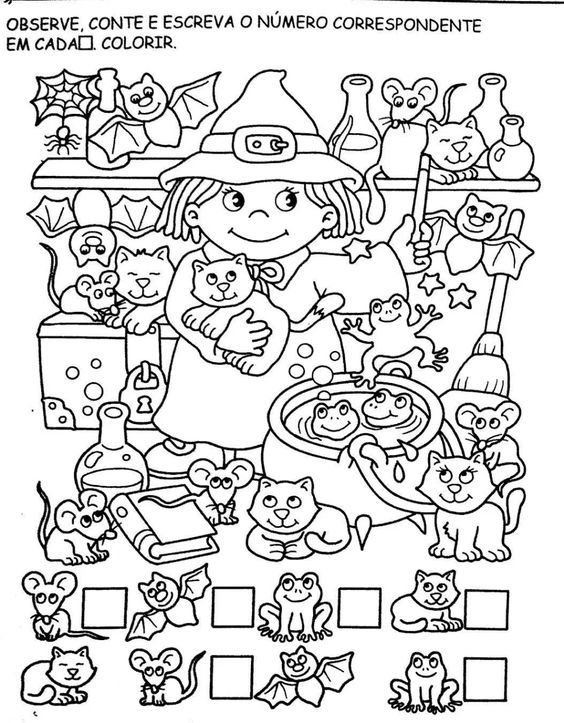 OBSERVE, CONTE E ESCREVA O NÚMERO CORRESPONDENTE
EM CADA□. COLORIR.